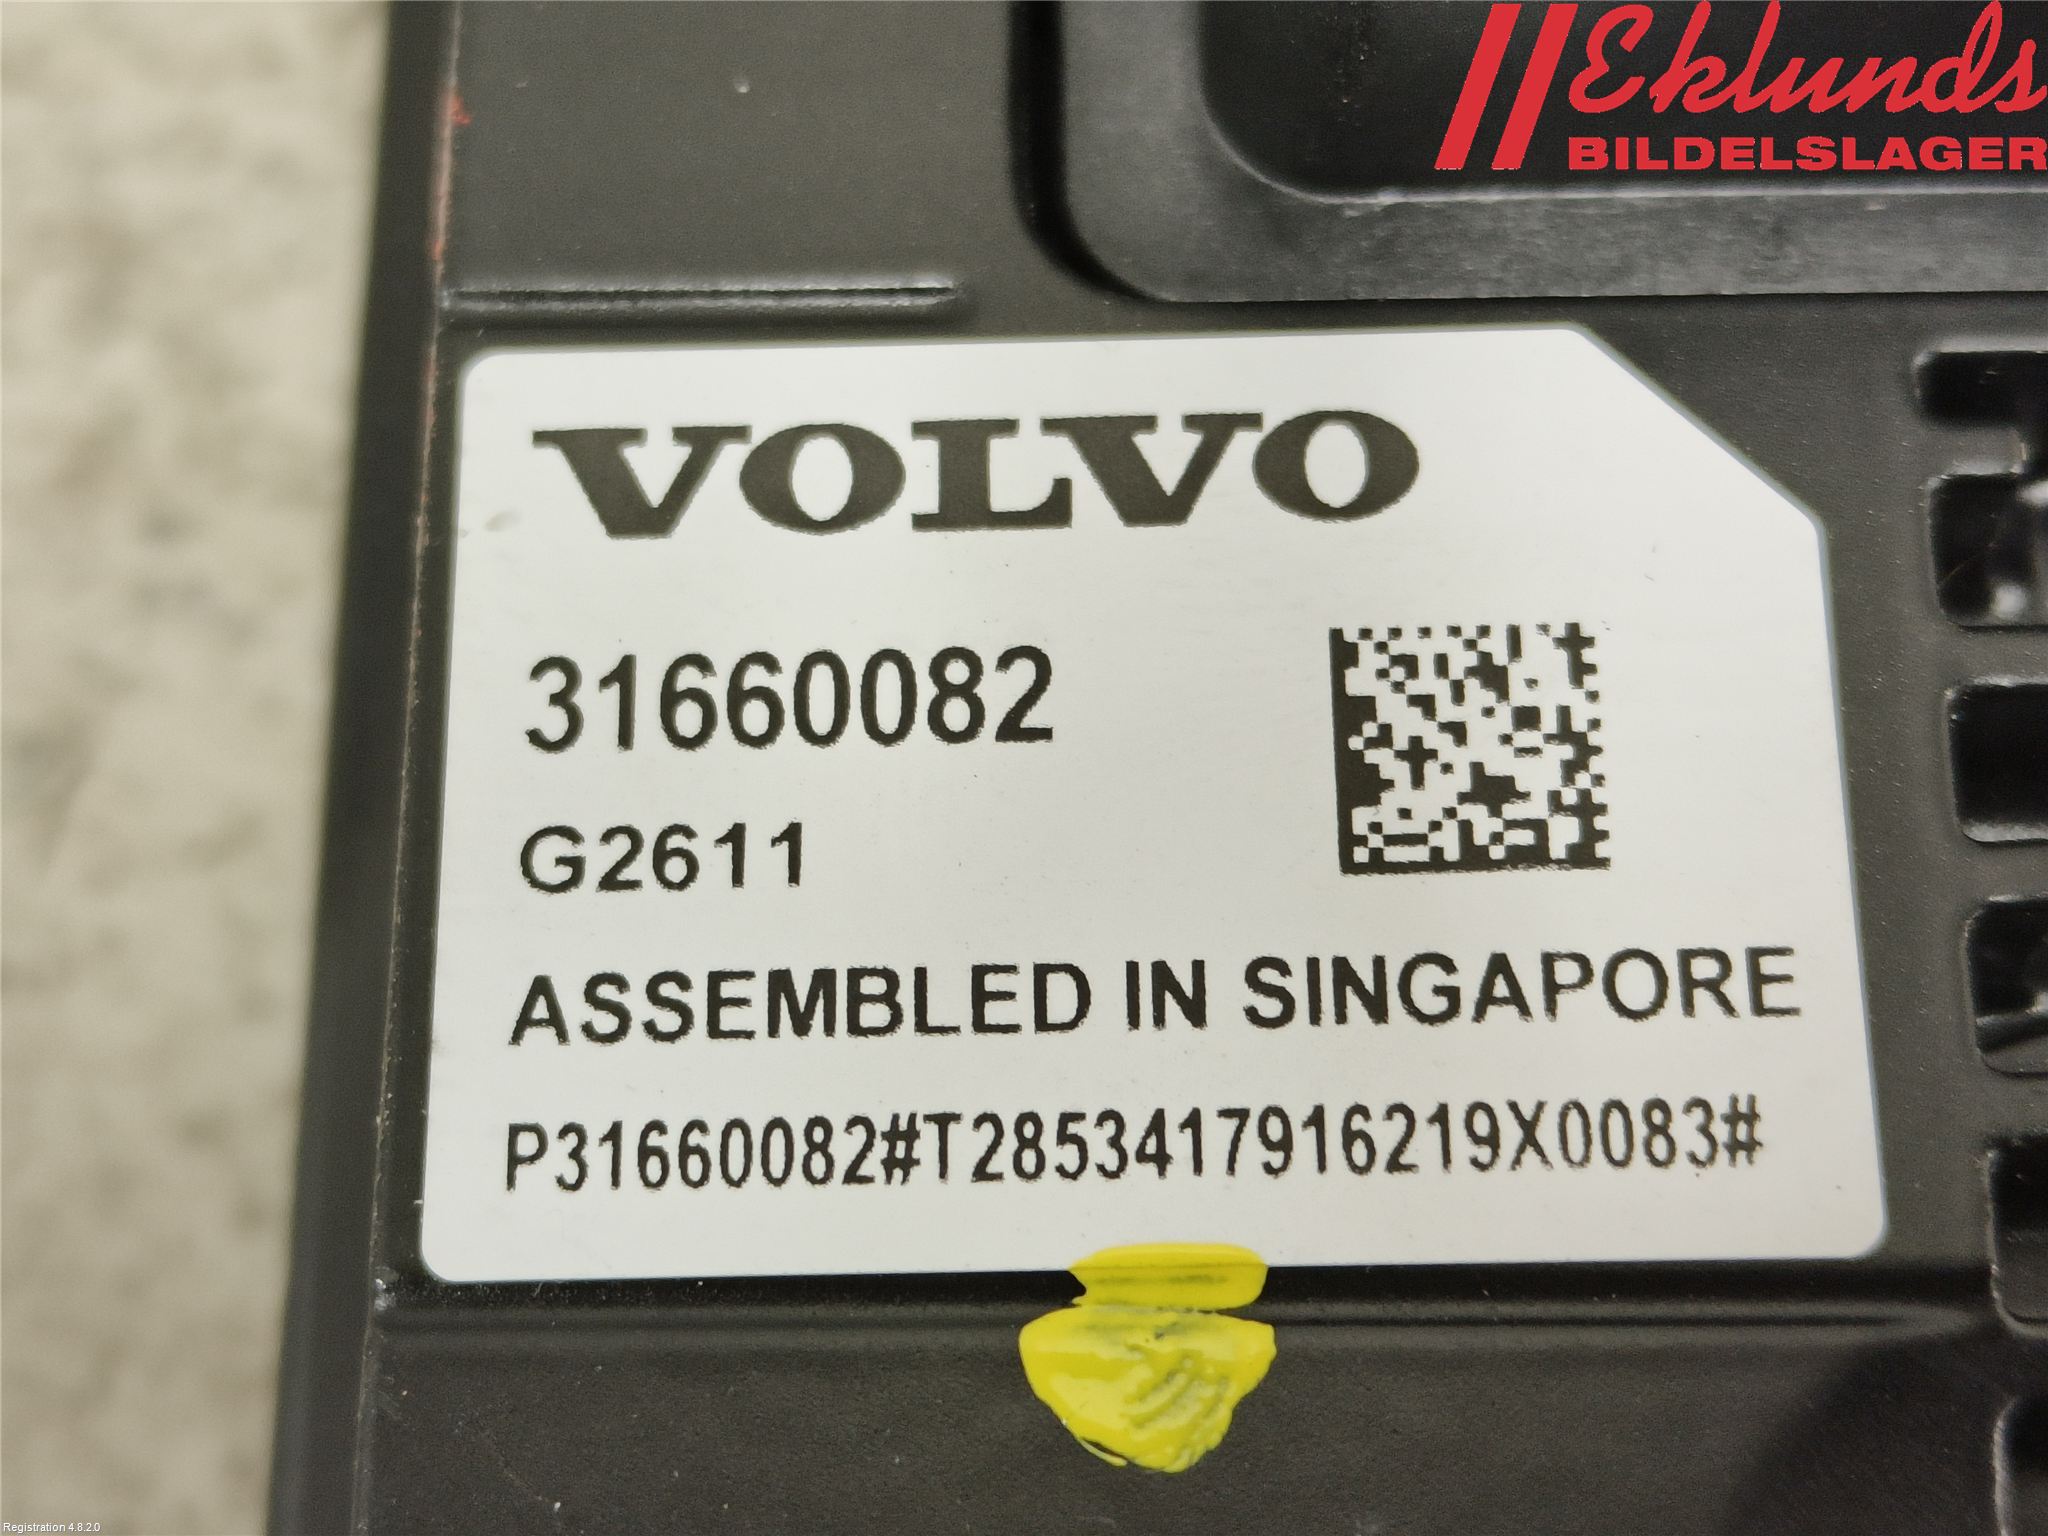 Eklunds
BILDELSLAGER
VOLVO
31660082
G2611
ASSEMBLED IN SINGAPORE
P31660082#T2853417916219X0083#
Registration 4.8.2.0